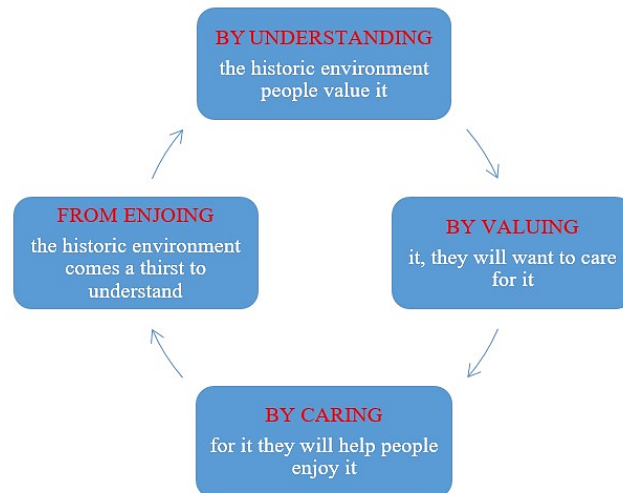 BY UNDERSTANDING
the historic environment
people value it
BY VALUING
it, they will want to care
for it
BY CARING
for it they will help people
enjoy it
FROM ENJOING
the historic environment
comes a thirst to
understand